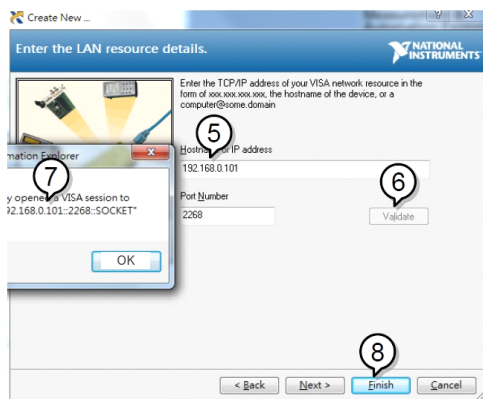 Create New ...
Enter the LAN resource details.
NATIONAL
INSTRUMENTS
Enter the TCP/IP address of your VISA network resource in the
form of xxx.xxx.xxx.xxx, the hostname of the device, or a
computer@some.domain
5
Hostname or IP address
192.168.0.101
6
Port Number
2268
Validate
mation Explorer
7
y opened a VISA session to
92.168.0.101::2268::SOCKET"
OK
8
< Back
Next >
Finish
Cancel